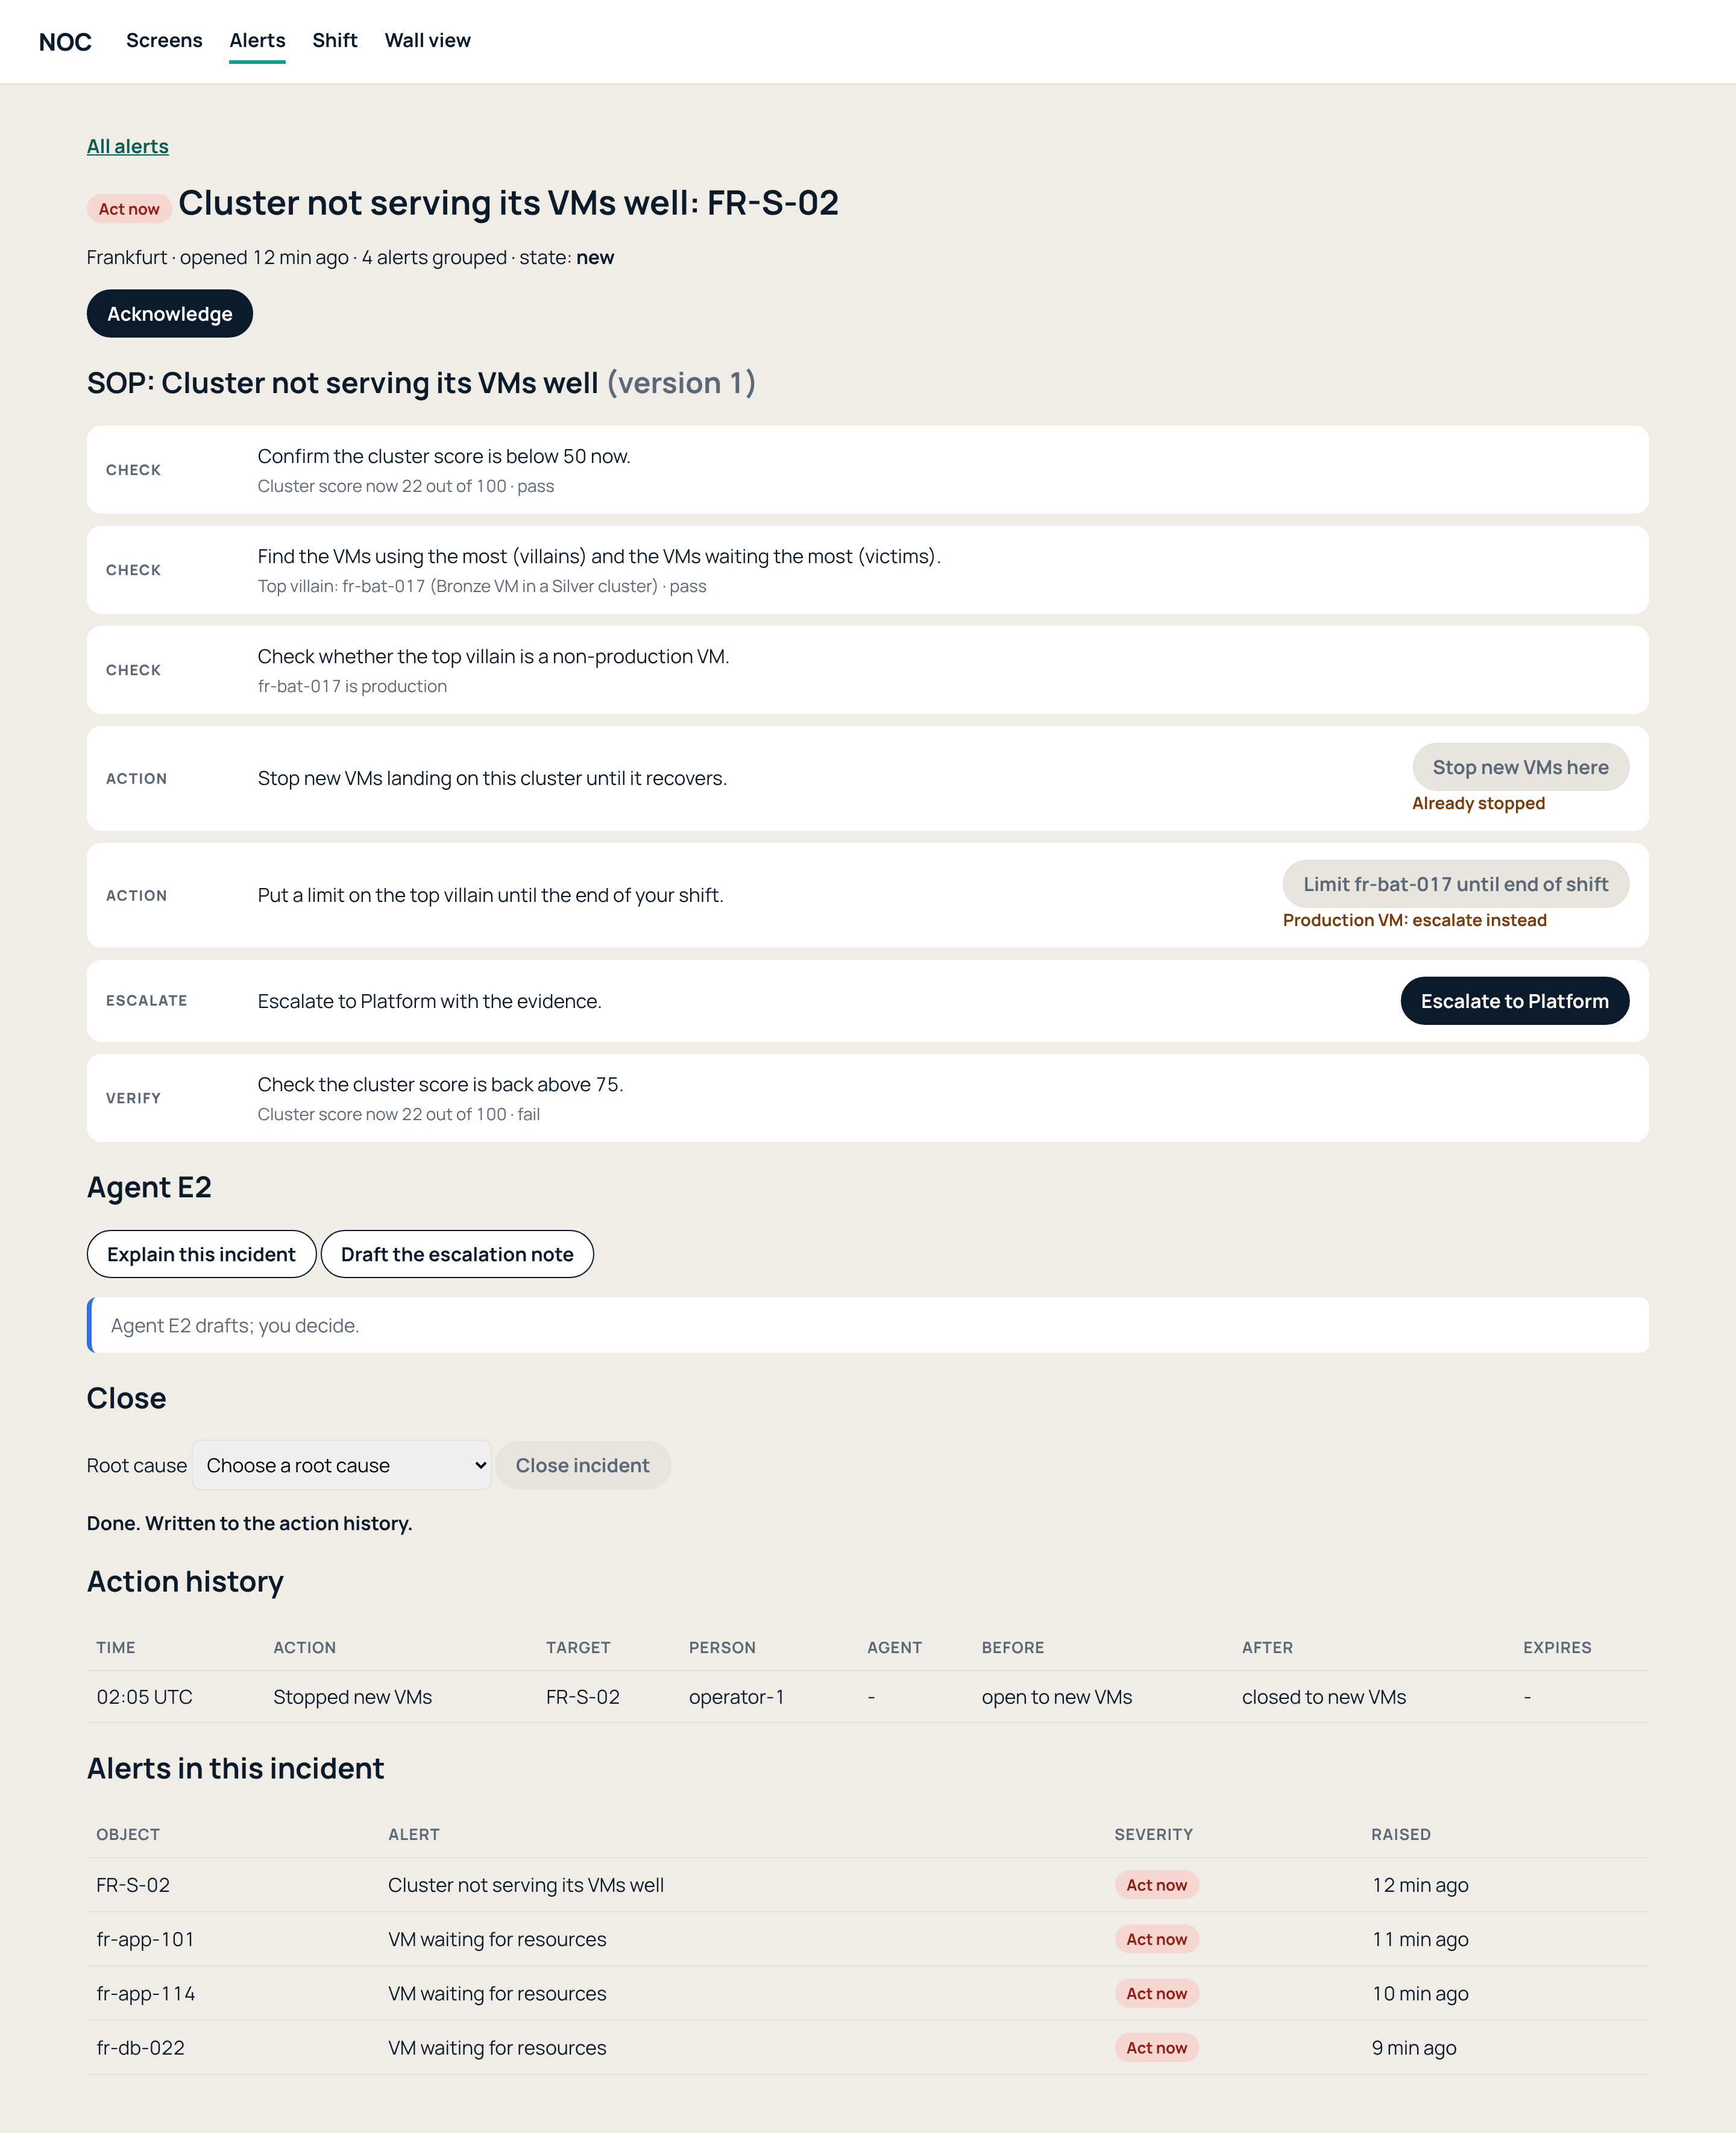 NOC Screens Alerts Shift Wall view
All alerts
Act now Cluster not serving its VMs well: FR-S-02
Frankfurt · opened 12 min ago · 4 alerts grouped · state: new
Acknowledge
SOP: Cluster not serving its VMs well (version 1)
CHECK Confirm the cluster score is below 50 now.
Cluster score now 22 out of 100 · pass
CHECK Find the VMs using the most (villains) and the VMs waiting the most (victims).
Top villain: fr-bat-017 (Bronze VM in a Silver cluster) · pass
CHECK Check whether the top villain is a non-production VM.
fr-bat-017 is production
ACTION Stop new VMs landing on this cluster until it recovers. Stop new VMs here
Already stopped
ACTION Put a limit on the top villain until the end of your shift. Limit fr-bat-017 until end of shift
Production VM: escalate instead
ESCALATE Escalate to Platform with the evidence. Escalate to Platform
VERIFY Check the cluster score is back above 75.
Cluster score now 22 out of 100 · fail
Agent E2
Explain this incident Draft the escalation note
Agent E2 drafts; you decide.
Close
Root cause Choose a root cause Close incident
Done. Written to the action history.
Action history
TIME ACTION TARGET PERSON AGENT BEFORE AFTER EXPIRES
02:05 UTC Stopped new VMs FR-S-02 operator-1 - open to new VMs closed to new VMs -
Alerts in this incident
OBJECT ALERT SEVERITY RAISED
FR-S-02 Cluster not serving its VMs well Act now 12 min ago
fr-app-101 VM waiting for resources Act now 11 min ago
fr-app-114 VM waiting for resources Act now 10 min ago
fr-db-022 VM waiting for resources Act now 9 min ago